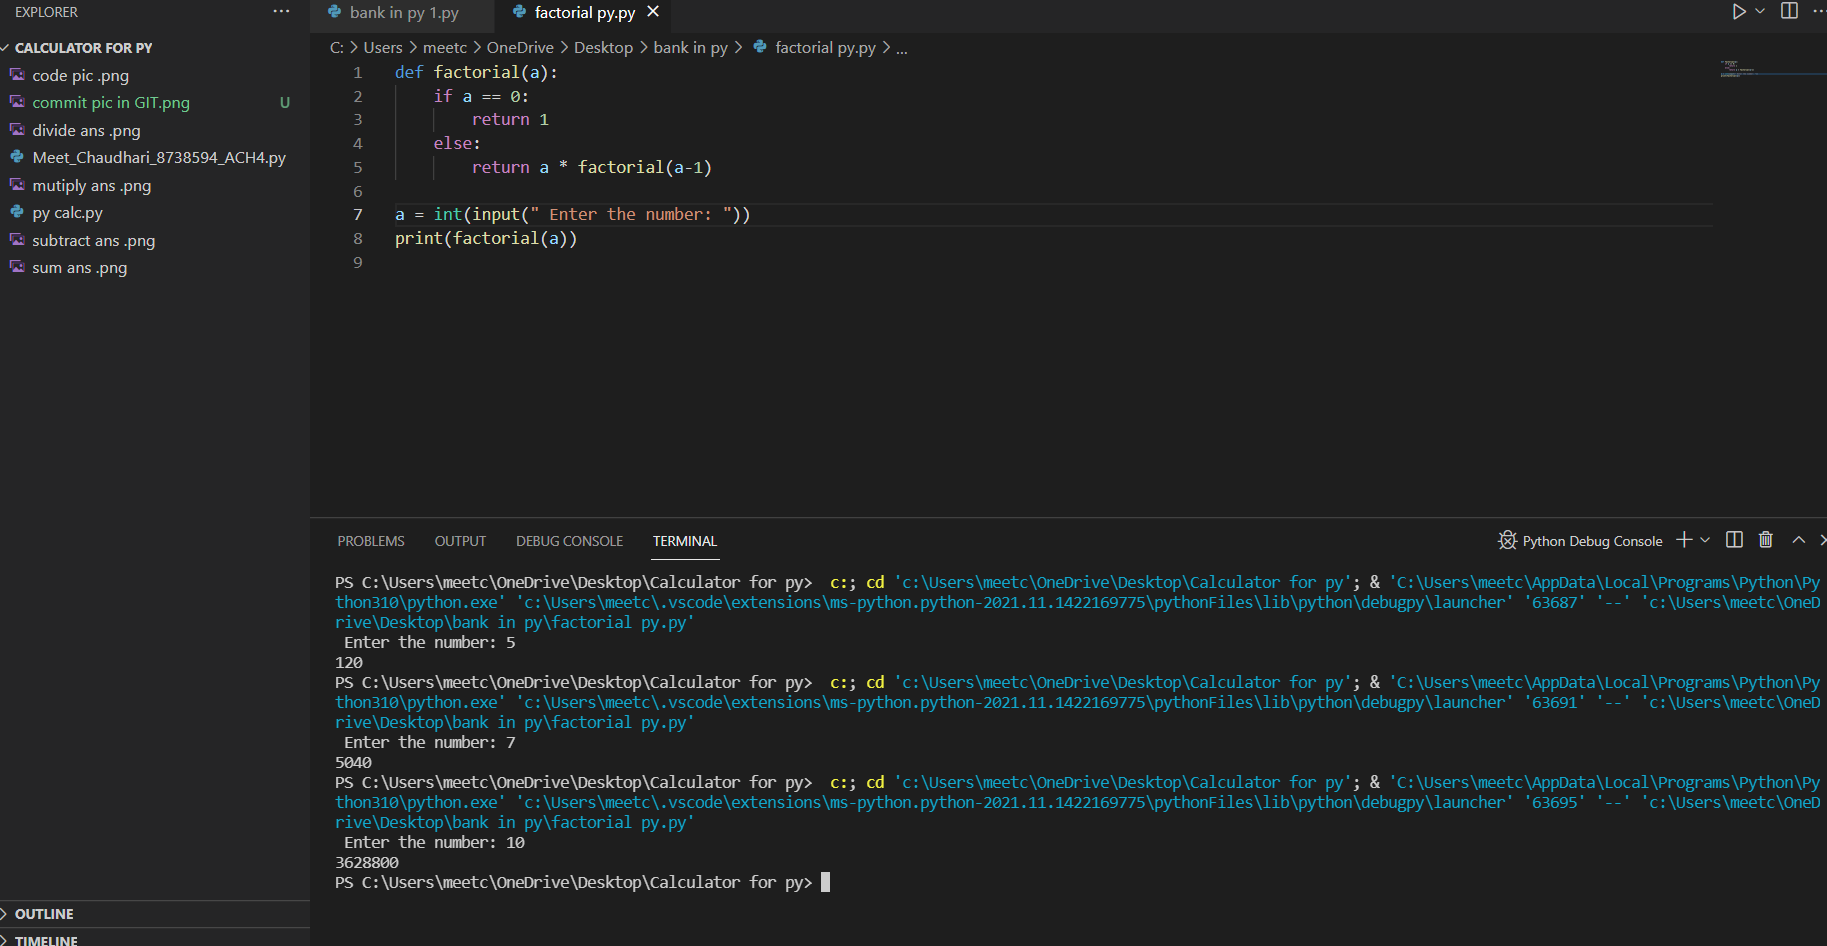 EXPLORER
bank in py 1.py
factorial py.py
CALCULATOR FOR PY
code pic .png
commit pic in GIT.png U
divide ans .png
Meet_Chaudhari_8738594_ACH4.py
mutiply ans .png
py calc.py
subtract ans .png
sum ans .png
OUTLINE
TIMELINE
C: > Users > meetc > OneDrive > Desktop > bank in py > factorial py.py > ...
1 def factorial(a):
2 if a == 0:
3 return 1
4 else:
5 return a * factorial(a-1)
6
7 a = int(input(" Enter the number: "))
8 print(factorial(a))
9
PROBLEMS OUTPUT DEBUG CONSOLE TERMINAL
Python Debug Console
PS C:\Users\meetc\OneDrive\Desktop\Calculator for py>  c:; cd 'c:\Users\meetc\OneDrive\Desktop\Calculator for py'; & 'C:\Users\meetc\AppData\Local\Programs\Python\Py
thon310\python.exe' 'c:\Users\meetc\.vscode\extensions\ms-python.python-2021.11.1422169775\pythonFiles\lib\python\debugpy\launcher' '63687' '--' 'c:\Users\meetc\OneD
rive\Desktop\bank in py\factorial py.py'
Enter the number: 5
120
PS C:\Users\meetc\OneDrive\Desktop\Calculator for py>  c:; cd 'c:\Users\meetc\OneDrive\Desktop\Calculator for py'; & 'C:\Users\meetc\AppData\Local\Programs\Python\Py
thon310\python.exe' 'c:\Users\meetc\.vscode\extensions\ms-python.python-2021.11.1422169775\pythonFiles\lib\python\debugpy\launcher' '63691' '--' 'c:\Users\meetc\OneD
rive\Desktop\bank in py\factorial py.py'
Enter the number: 7
5040
PS C:\Users\meetc\OneDrive\Desktop\Calculator for py>  c:; cd 'c:\Users\meetc\OneDrive\Desktop\Calculator for py'; & 'C:\Users\meetc\AppData\Local\Programs\Python\Py
thon310\python.exe' 'c:\Users\meetc\.vscode\extensions\ms-python.python-2021.11.1422169775\pythonFiles\lib\python\debugpy\launcher' '63695' '--' 'c:\Users\meetc\OneD
rive\Desktop\bank in py\factorial py.py'
Enter the number: 10
3628800
PS C:\Users\meetc\OneDrive\Desktop\Calculator for py>